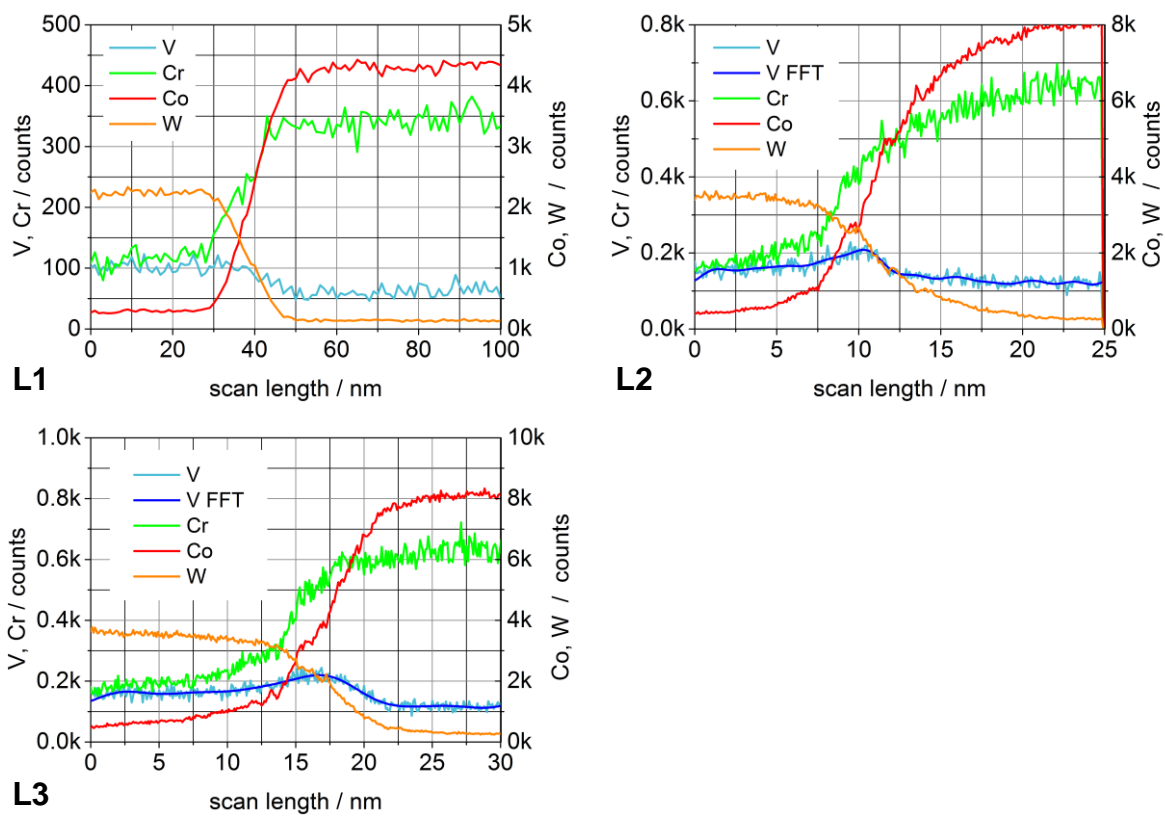 500
400
300
200
100
0
V, Cr / counts
V
Cr
Co
W
5k
4k
3k
2k
1k
0k
Co, W / counts
0 20 40 60 80 100
scan length / nm
L1
0.8k
0.6k
0.4k
0.2k
0.0k
V, Cr / counts
V
V FFT
Cr
Co
W
8k
6k
4k
2k
0k
Co, W / counts
0 5 10 15 20 25
scan length / nm
L2
1.0k
0.8k
0.6k
0.4k
0.2k
0.0k
V, Cr / counts
V
V FFT
Cr
Co
W
10k
8k
6k
4k
2k
0k
Co, W / counts
0 5 10 15 20 25 30
scan length / nm
L3